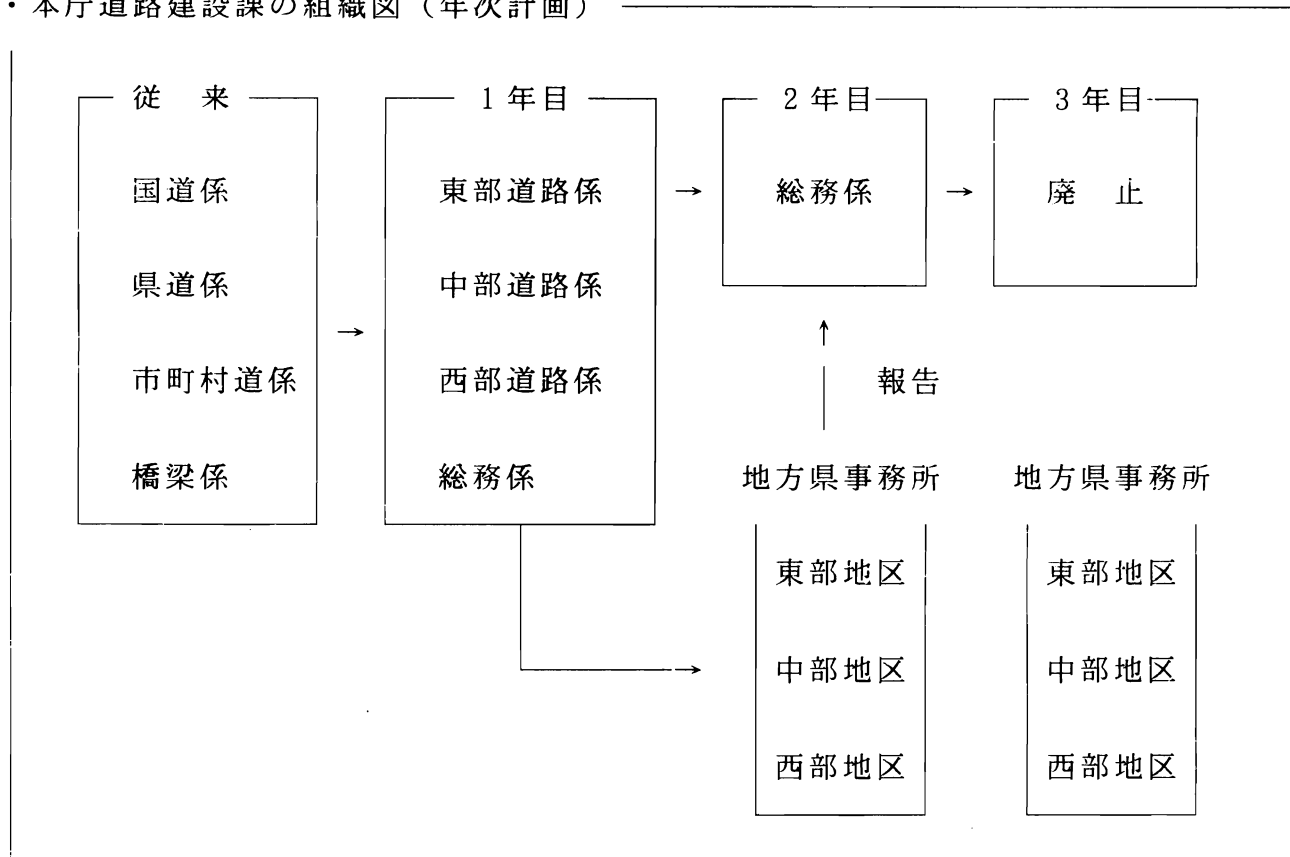 ・本庁道路建設課の組織図（年次計画）
従　来
国道係
県道係
市町村道係
橋梁係
→
1年目
東部道路係
中部道路係
西部道路係
総務係
→
2年目
総務係
→
3年目
廃　止
↑
報告
地方県事務所
東部地区
中部地区
西部地区
地方県事務所
東部地区
中部地区
西部地区